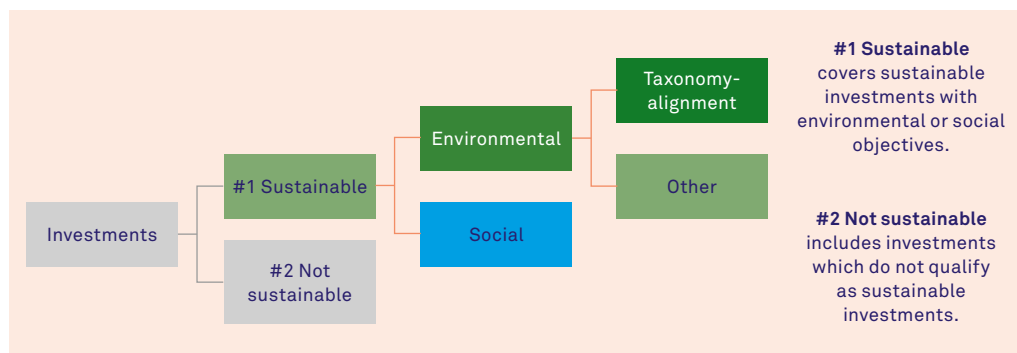 Investments
#1 Sustainable
#2 Not
sustainable
Environmental
Social
Taxonomy-
alignment
Other
#1 Sustainable
covers sustainable
investments with
environmental or social
objectives.
#2 Not sustainable
includes investments
which do not qualify
as sustainable
investments.